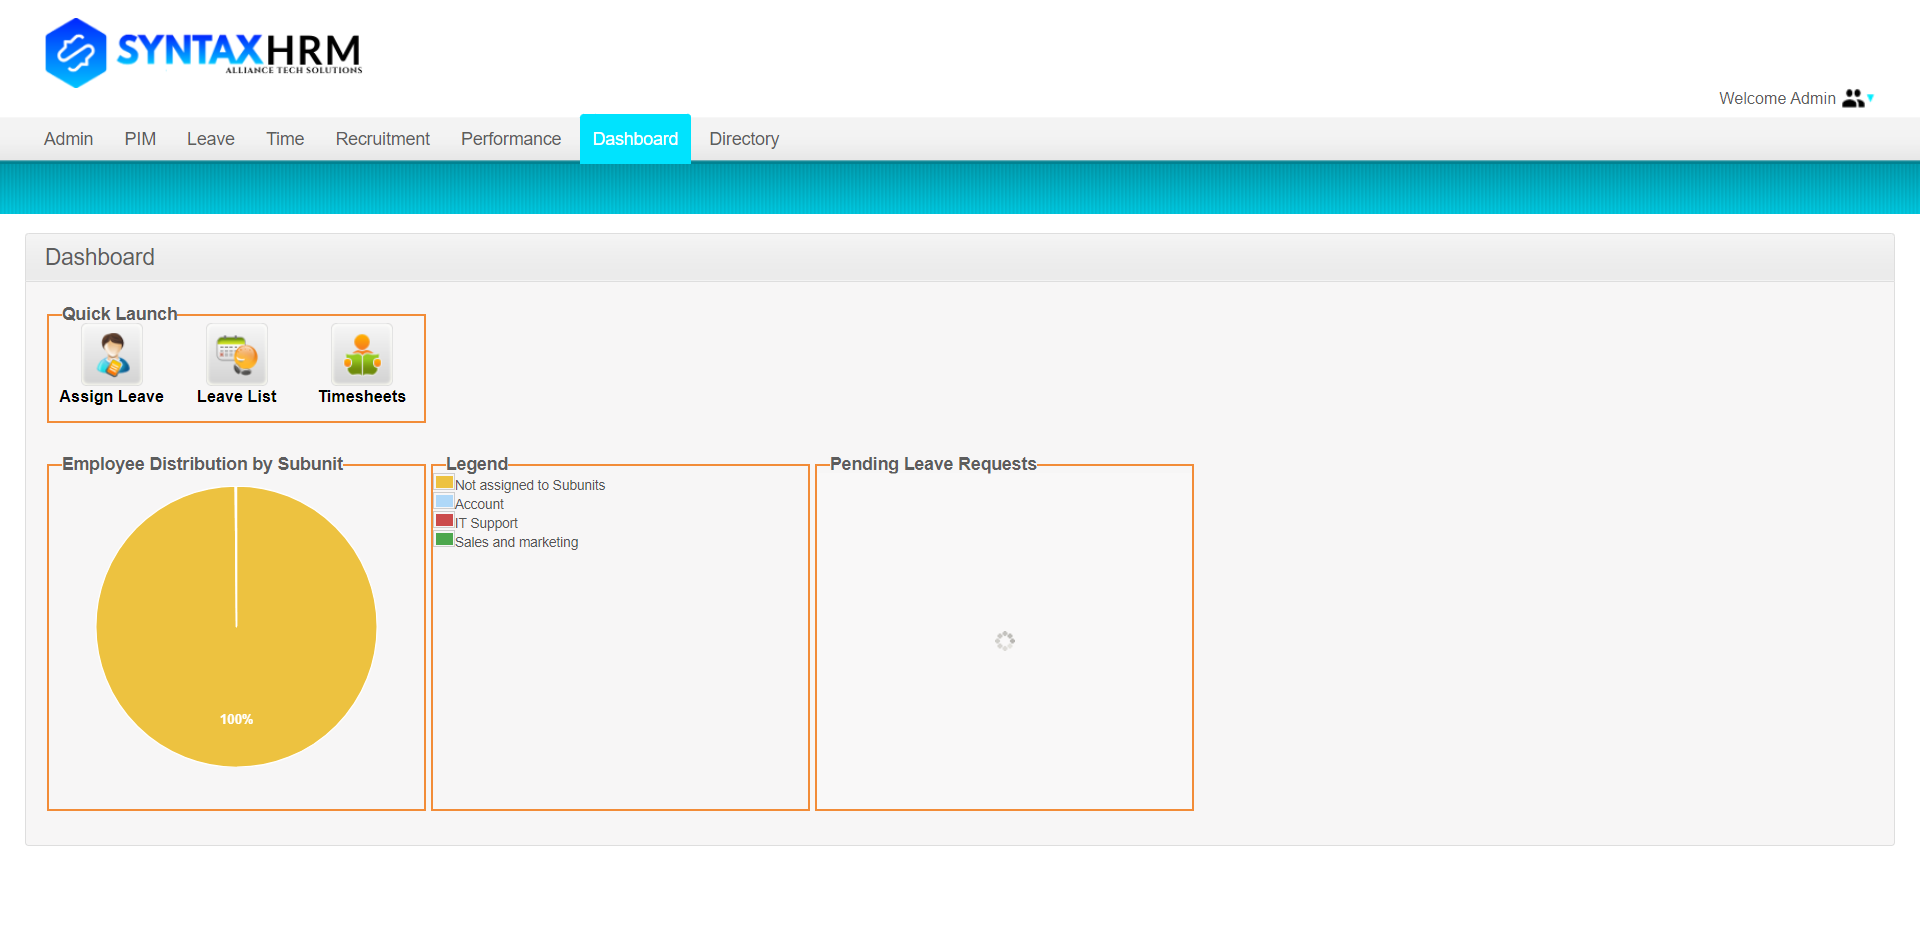 SYNTAXHRM
ALLIANCE TECH SOLUTIONS
Welcome Admin
Admin PIM Leave Time Recruitment Performance Dashboard Directory
Dashboard
Quick Launch
Assign Leave Leave List Timesheets
Employee Distribution by Subunit
100%
Legend
Not assigned to Subunits
Account
IT Support
Sales and marketing
Pending Leave Requests